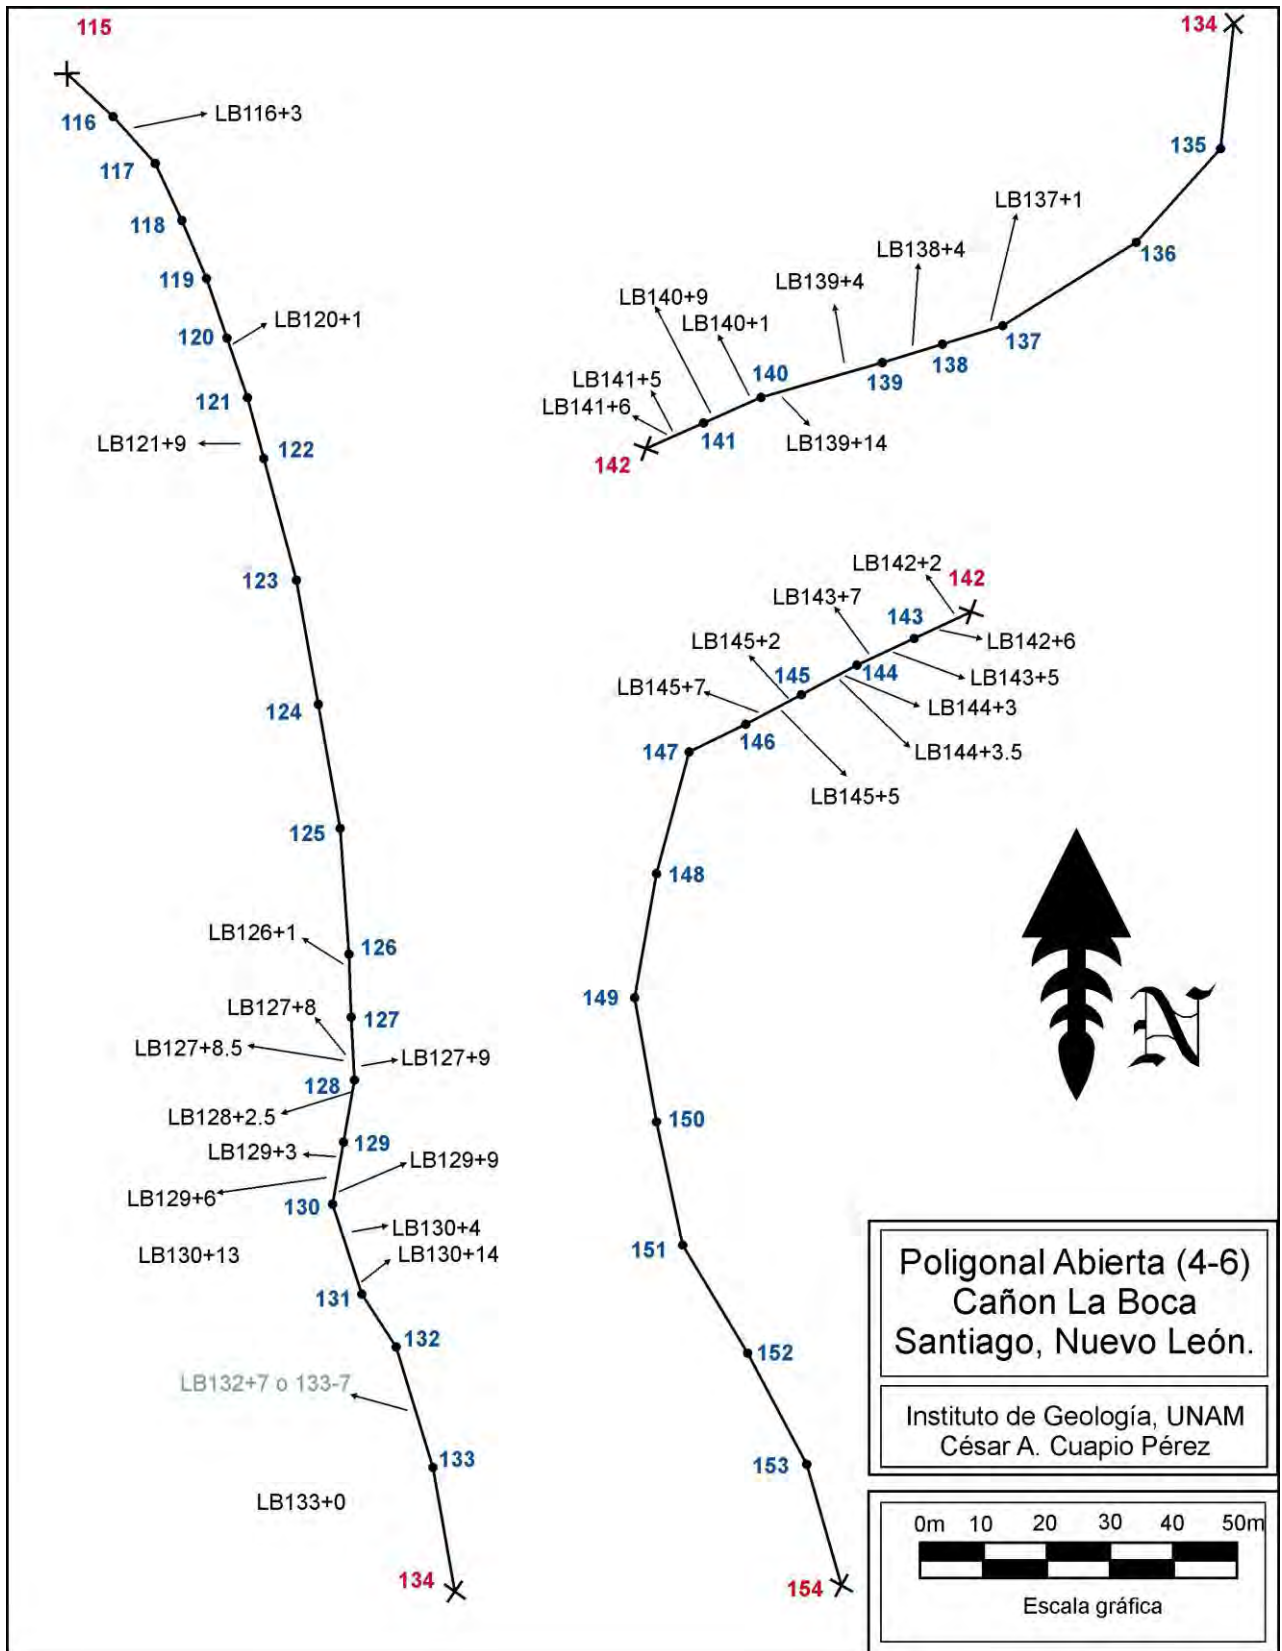 115
116
LB116+3
117
118
119
120
LB120+1
121
LB121+9
122
123
124
125
LB126+1
126
LB127+8
127
LB127+8.5
LB127+9
128
LB128+2.5
129
LB129+3
LB129+9
LB129+6
130
LB130+4
LB130+13
LB130+14
131
132
LB132+7 o 133-7
133
LB133+0
134
134
135
136
LB137+1
137
LB138+4
138
LB139+4
139
LB140+9
LB140+1
140
LB139+14
LB141+5
LB141+6
141
142
LB142+2
142
LB143+7
143
LB142+6
LB145+2
144
LB143+5
145
LB144+3
LB145+7
146
LB144+3.5
147
LB145+5
148
149
150
151
152
153
154
N
Poligonal Abierta (4-6)
Cañon La Boca
Santiago, Nuevo León.
Instituto de Geología, UNAM
César A. Cuapio Pérez
0m 10 20 30 40 50m
Escala gráfica